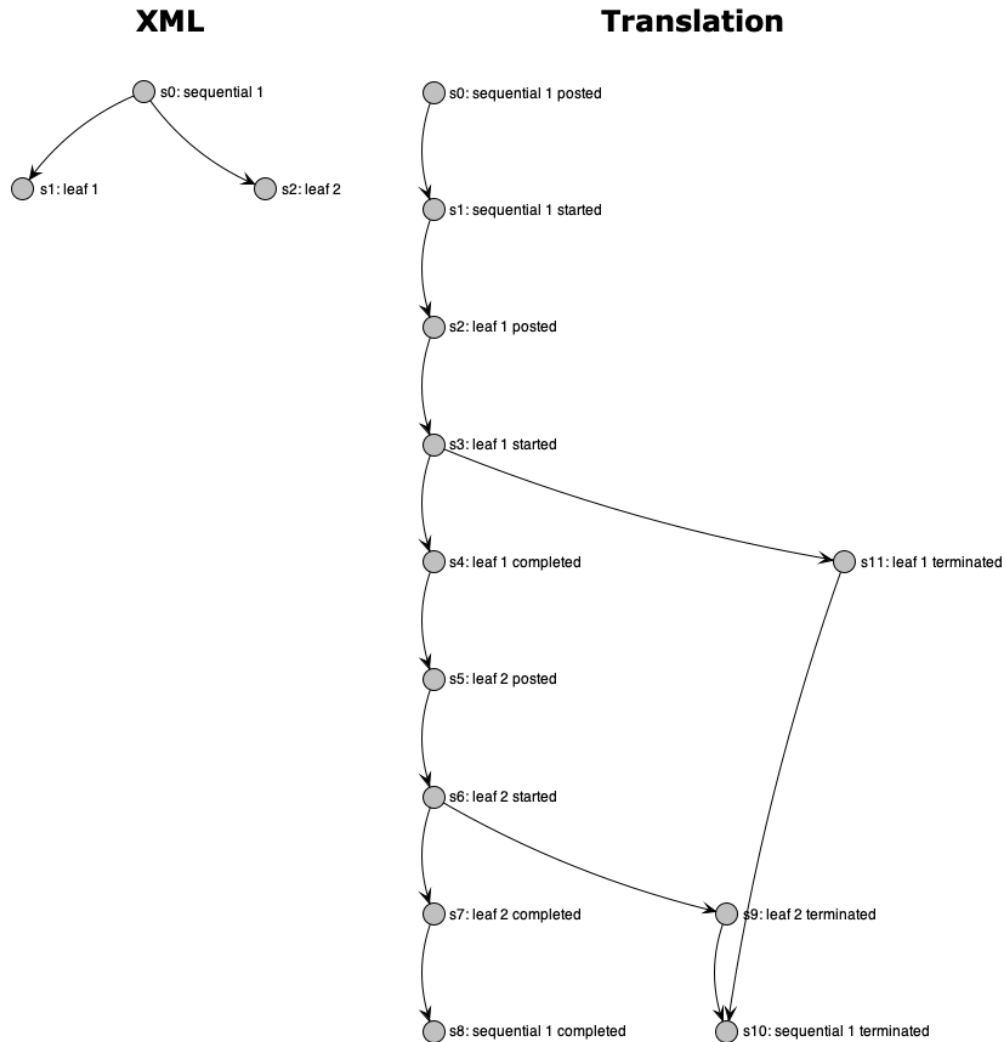 XML
s0: sequential 1
s1: leaf 1
s2: leaf 2
Translation
s0: sequential 1 posted
s1: sequential 1 started
s2: leaf 1 posted
s3: leaf 1 started
s4: leaf 1 completed
s11: leaf 1 terminated
s5: leaf 2 posted
s6: leaf 2 started
s7: leaf 2 completed
s9: leaf 2 terminated
s8: sequential 1 completed
s10: sequential 1 terminated